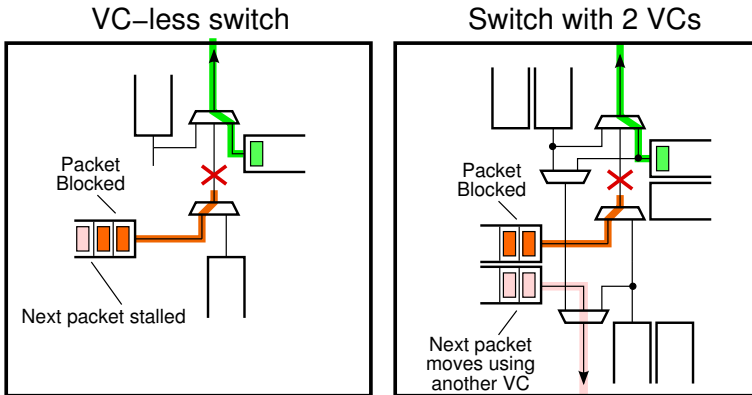 VC−less switch
Packet
Blocked
Next packet stalled
Switch with 2 VCs
Packet
Blocked
Next packet
moves using
another VC